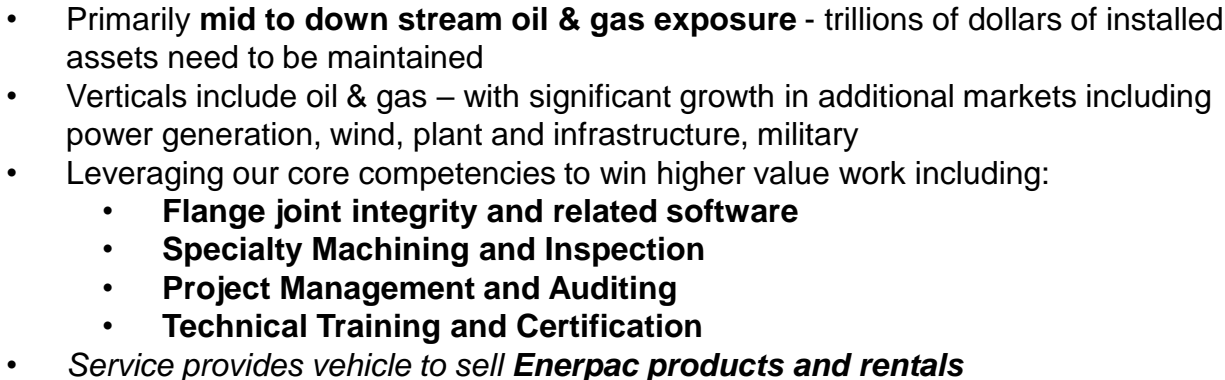 • Primarily mid to down stream oil & gas exposure - trillions of dollars of installed
assets need to be maintained
• Verticals include oil & gas – with significant growth in additional markets including
power generation, wind, plant and infrastructure, military
• Leveraging our core competencies to win higher value work including:
• Flange joint integrity and related software
• Specialty Machining and Inspection
• Project Management and Auditing
• Technical Training and Certification
• Service provides vehicle to sell Enerpac products and rentals